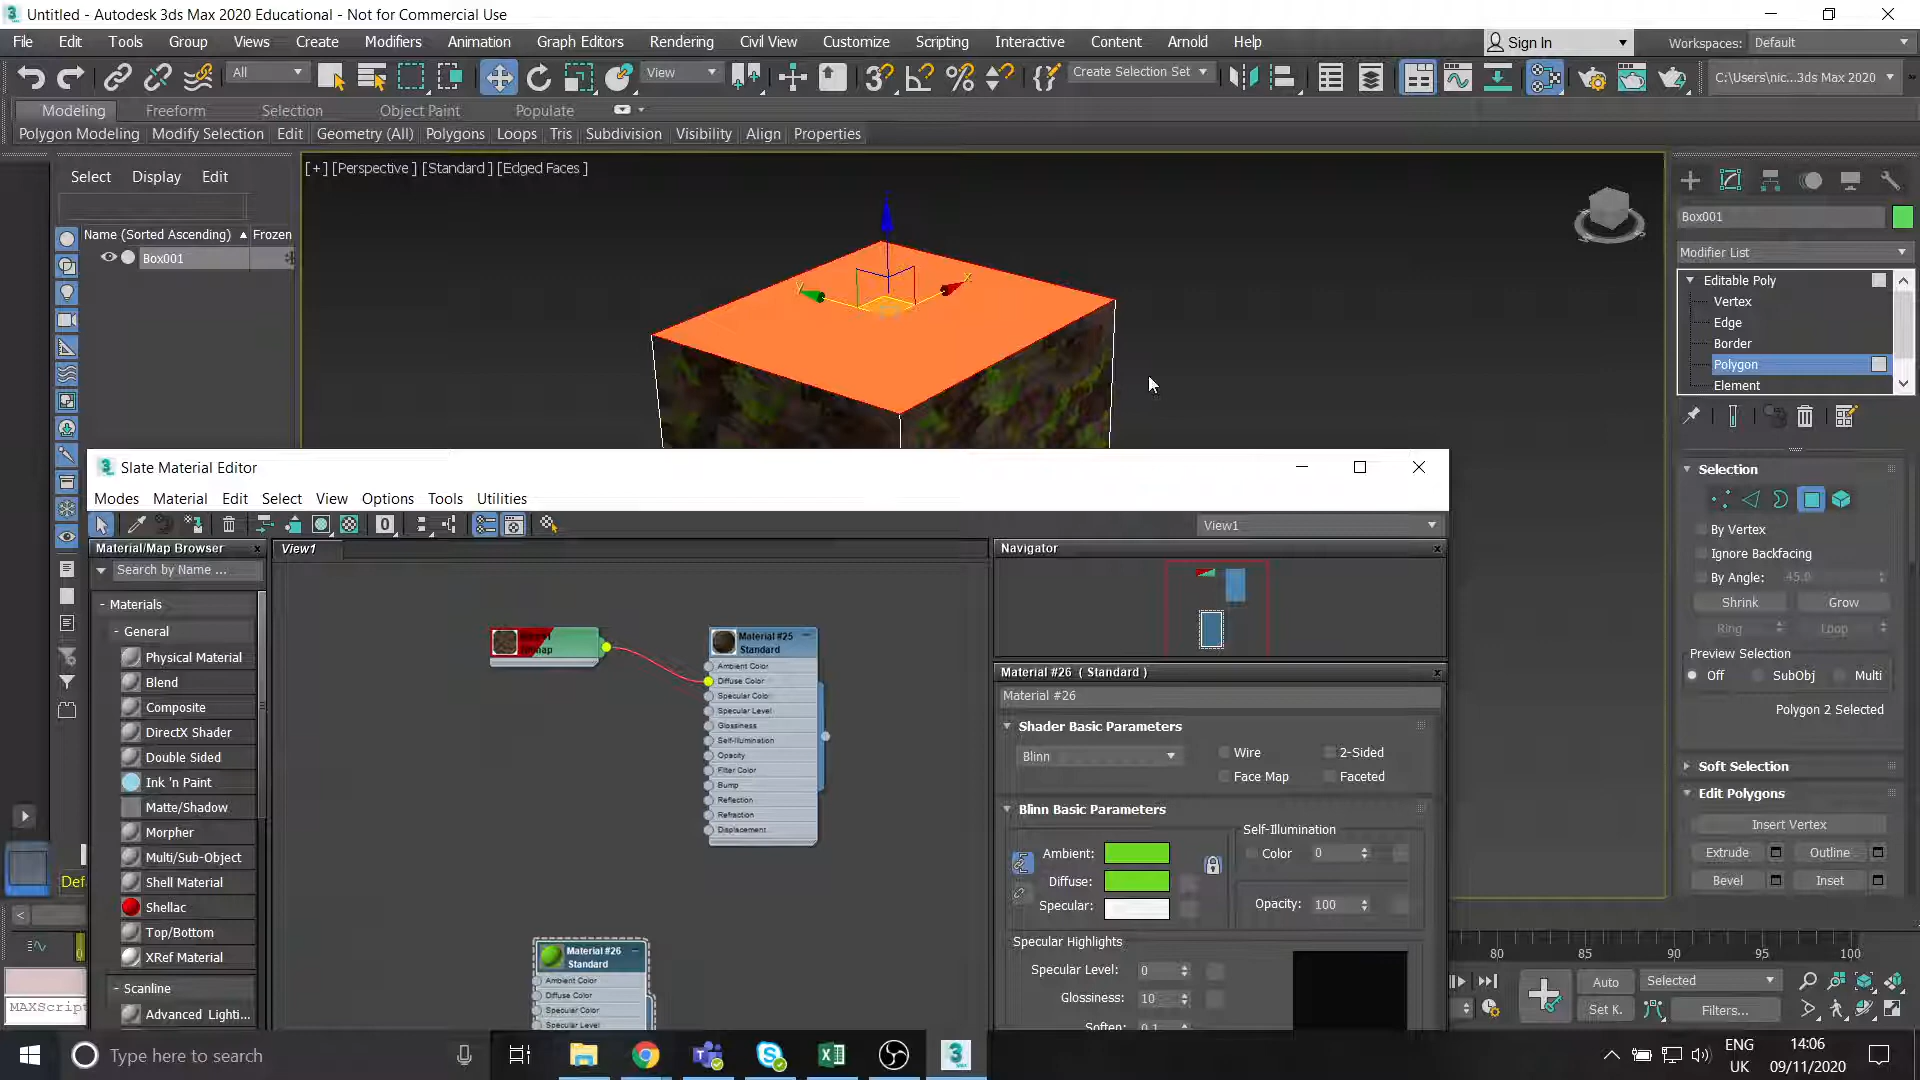 Untitled - Autodesk 3ds Max 2020 Educational - Not for Commercial Use
File Edit Tools Group Views Create Modifiers Animation Graph Editors Rendering Civil View Customize Scripting Interactive Content Arnold Help
Sign In
Workspaces: Default
All
View
Create Selection Set
C:\Users\nic...3ds Max 2020
Modeling Freeform Selection Object Paint Populate
Polygon Modeling Modify Selection Edit Geometry (All) Polygons Loops Tris Subdivision Visibility Align Properties
Select Display Edit
Name (Sorted Ascending) Frozen
Box001
[+] [Perspective ] [Standard ] [Edged Faces ]
x
y
Box001
Modifier List
Editable Poly
Vertex
Edge
Border
Polygon
Element
Selection
By Vertex
Ignore Backfacing
By Angle: 45.0
Shrink Grow
Ring Loop
Preview Selection
Off SubObj Multi
Polygon 2 Selected
Soft Selection
Edit Polygons
Insert Vertex
Extrude Outline
Bevel Inset
Slate Material Editor
Modes Material Edit Select View Options Tools Utilities
View1
Material/Map Browser
Search by Name ...
- Materials
- General
Physical Material
Blend
Composite
DirectX Shader
Double Sided
Ink 'n Paint
Matte/Shadow
Morpher
Multi/Sub-Object
Shell Material
Shellac
Top/Bottom
XRef Material
- Scanline
Advanced Lighti...
View1
Material #25
Standard
Ambient Color
Diffuse Color
Specular Color
Specular Level
Glossiness
Self-Illumination
Opacity
Filter Color
Bump
Reflection
Refraction
Displacement
Material #26
Standard
Ambient Color
Diffuse Color
Specular Color
Specular Level
Navigator
Material #26 ( Standard )
Material #26
Shader Basic Parameters
Blinn
Wire 2-Sided
Face Map Faceted
Blinn Basic Parameters
Self-Illumination
Ambient: Color 0
Diffuse:
Specular: Opacity: 100
Specular Highlights
Specular Level: 0
Glossiness: 10
Soften: 0.1
Def
0
80 85 90 95 100
Auto Selected
Set K. Filters...
MAXScript
Type here to search
ENG
UK
14:06
09/11/2020